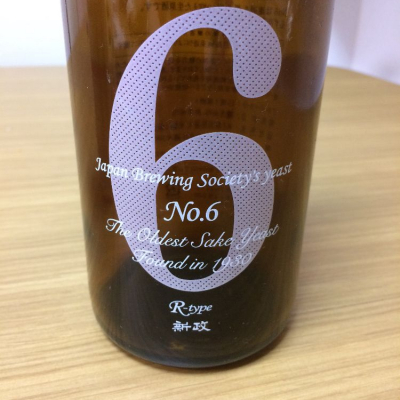 6
Japan Brewing Society's yeast
No.6
The Oldest Sake Yeast
Found in 1930
R-type
新政